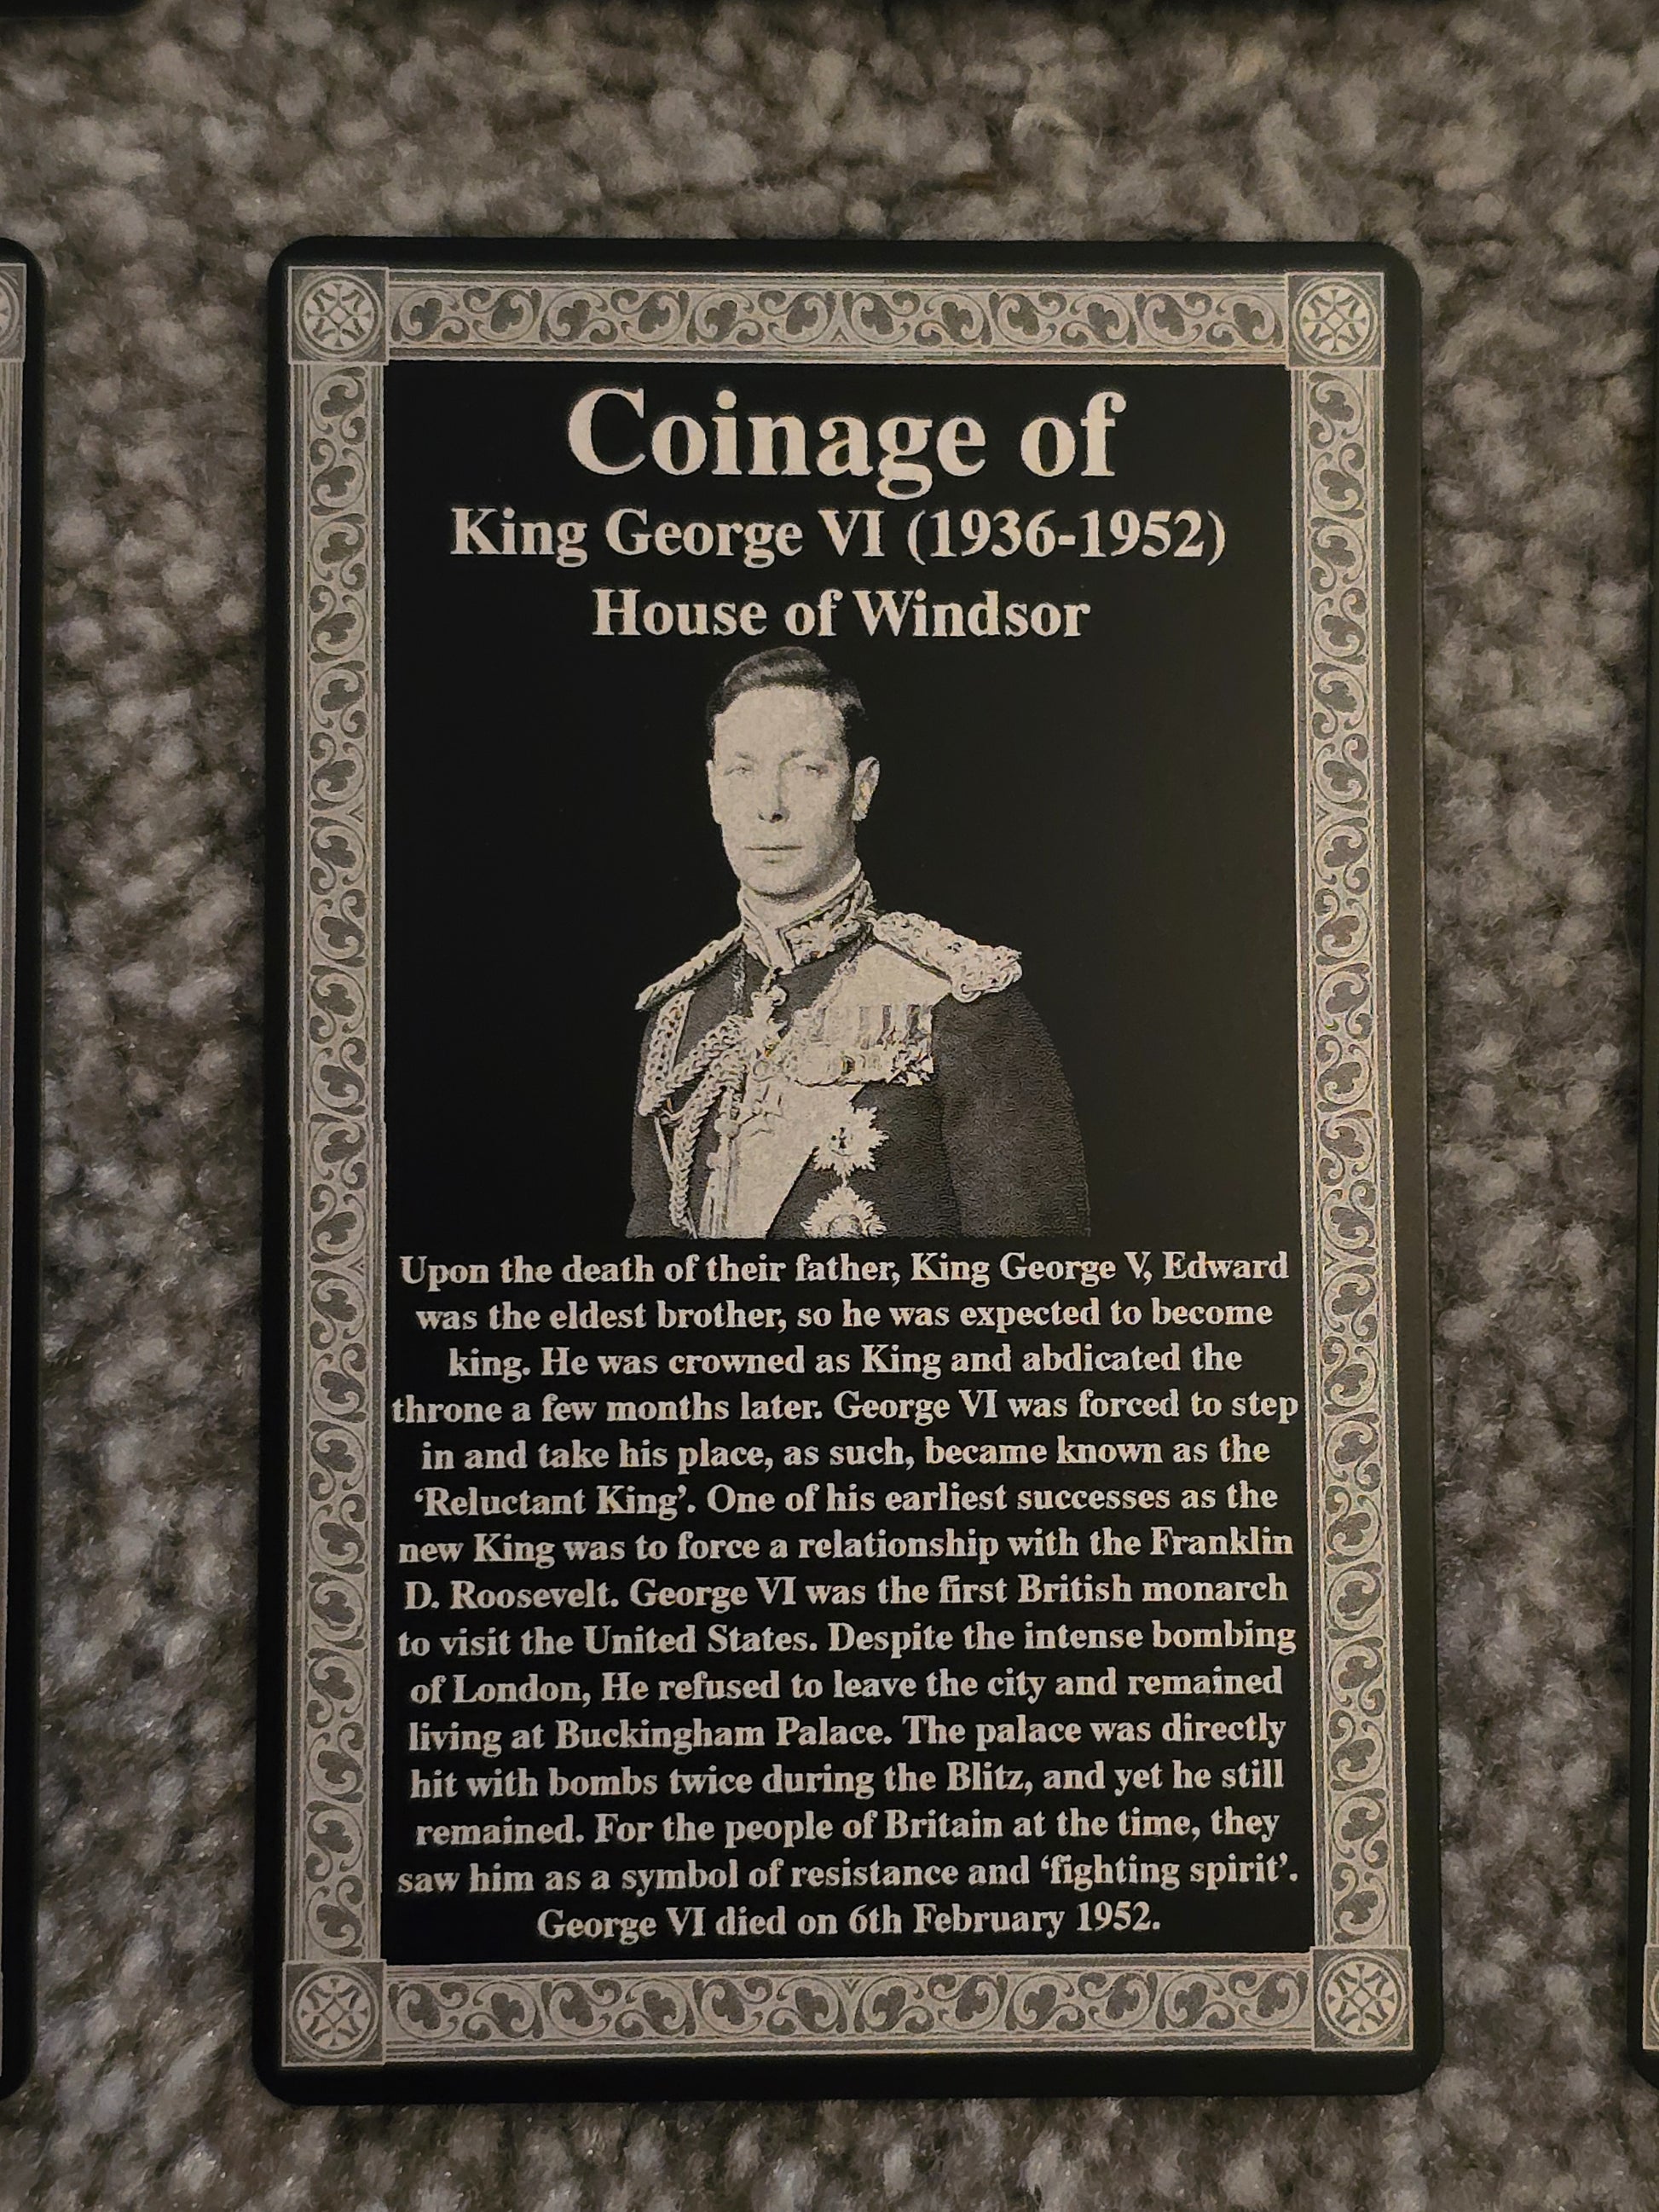 Coinage of
King George VI (1936-1952)
House of Windsor
Upon the death of their father, King George V, Edward
was the eldest brother, so he was expected to become
king. He was crowned as King and abdicated the
throne a few months later. George VI was forced to step
in and take his place, as such, became known as the
‘Reluctant King’. One of his earliest successes as the
new King was to force a relationship with the Franklin
D. Roosevelt. George VI was the first British monarch
to visit the United States. Despite the intense bombing
of London, He refused to leave the city and remained
living at Buckingham Palace. The palace was directly
hit with bombs twice during the Blitz, and yet he still
remained. For the people of Britain at the time, they
saw him as a symbol of resistance and ‘fighting spirit’.
George VI died on 6th February 1952.